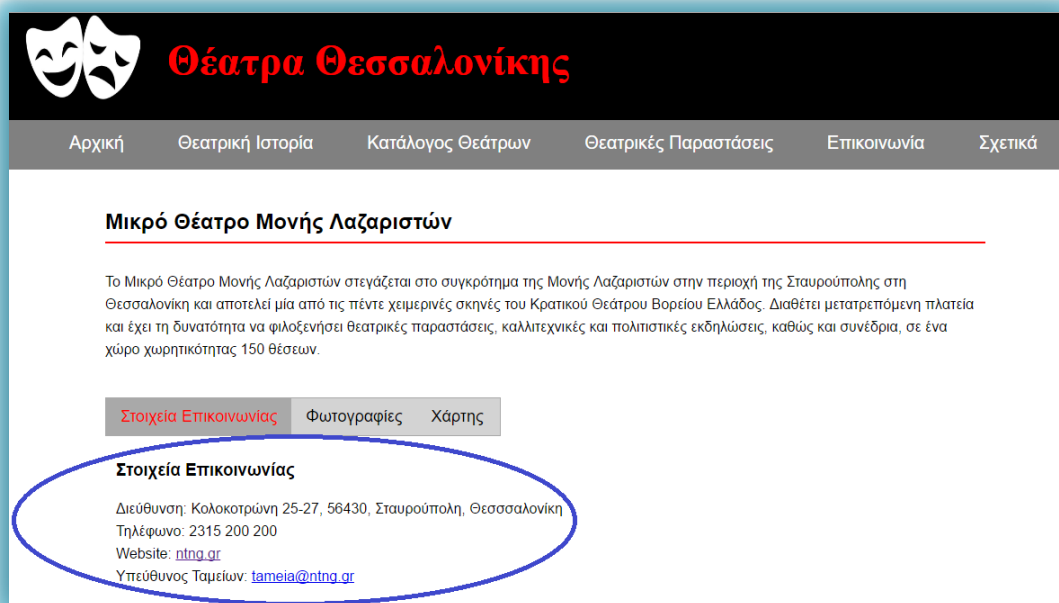 Θέατρα Θεσσαλονίκης
Αρχική Θεατρική Ιστορία Κατάλογος Θεάτρων Θεατρικές Παραστάσεις Επικοινωνία Σχετικά
Μικρό Θέατρο Μονής Λαζαριστών
Το Μικρό Θέατρο Μονής Λαζαριστών στεγάζεται στο συγκρότημα της Μονής Λαζαριστών στην περιοχή της Σταυρούπολης στη
Θεσσαλονίκη και αποτελεί μία από τις πέντε χειμερινές σκηνές του Κρατικού Θεάτρου Βορείου Ελλάδος. Διαθέτει μετατρεπόμενη πλατεία
και έχει τη δυνατότητα να φιλοξενήσει θεατρικές παραστάσεις, καλλιτεχνικές και πολιτιστικές εκδηλώσεις, καθώς και συνέδρια, σε ένα
χώρο χωρητικότητας 150 θέσεων.
Στοιχεία Επικοινωνίας Φωτογραφίες Χάρτης
Στοιχεία Επικοινωνίας
Διεύθυνση: Κολοκοτρώνη 25-27, 56430, Σταυρούπολη, Θεσσσαλονίκη
Τηλέφωνο: 2315 200 200
Website: ntng.gr
Υπεύθυνος Ταμείων: tameia@ntng.gr